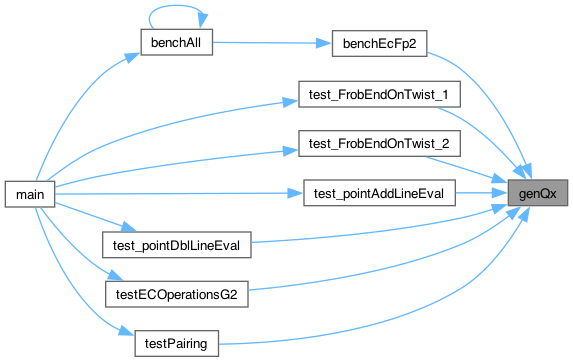 benchAll
benchEcFp2
test_FrobEndOnTwist_1
test_FrobEndOnTwist_2
main
test_pointAddLineEval
genQx
test_pointDblLineEval
testECOperationsG2
testPairing